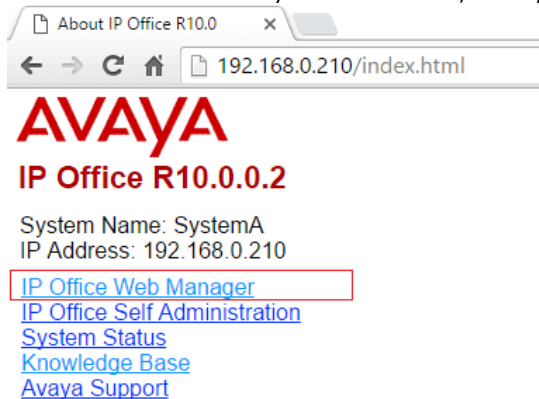 About IP Office R10.0
192.168.0.210/index.html
AVAYA
IP Office R10.0.0.2
System Name: SystemA
IP Address: 192.168.0.210
IP Office Web Manager
IP Office Self Administration
System Status
Knowledge Base
Avaya Support